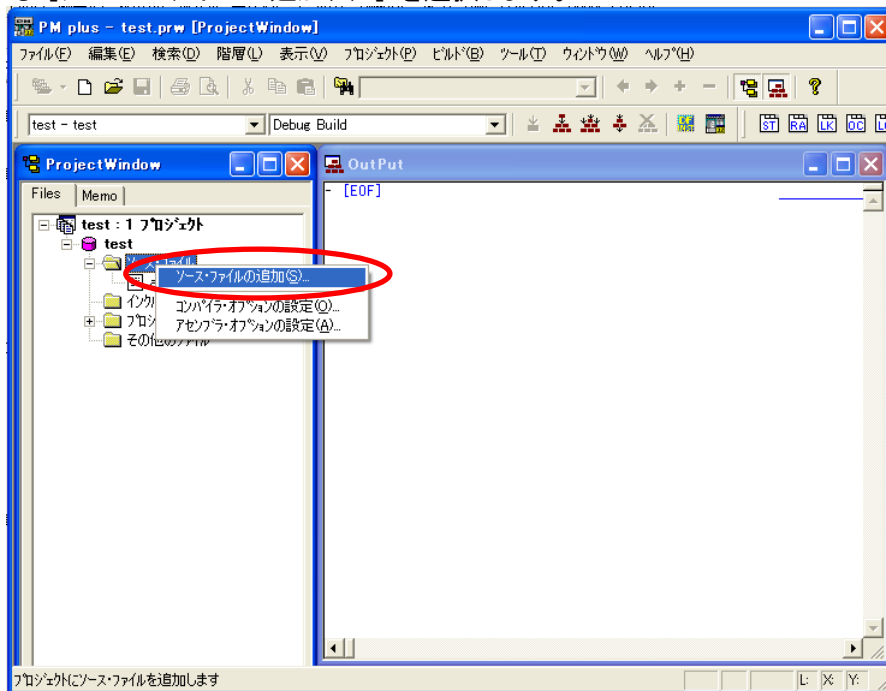 PM plus - test.prw [ProjectWindow]
ファイル(F) 編集(E) 検索(D) 階層(L) 表示(V) プロジェクト(P) ビルド(B) ツール(T) ウィンドウ(W) ヘルプ(H)
test - test Debug Build ST RA LK OC
ProjectWindow
OutPut
Files Memo
[EOF]
test : 1 プロジェクト
test
ソース・ファイル
ソース・ファイルの追加(S)...
コンパイラ・オプションの設定(O)...
アセンブラ・オプションの設定(A)...
その他のファイル
プロジェクトにソース・ファイルを追加します L: X: Y: